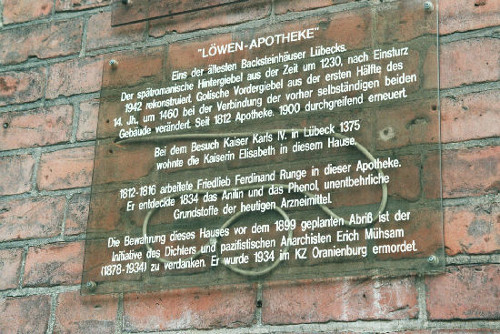 "LÖWEN-APOTHEKE"
Eins der ältesten Backsteinhäuser Lübecks.
Der spätromanische Hintergiebel aus der Zeit um 1230, nach Einsturz
1942 rekonstruiert. Gotische Vordergiebel aus der ersten Hälfte des
14. Jh. um 1460 bei der Verbindung der vorher selbständigen beiden
Gebäude verändert. Seit 1812 Apotheke. 1900 durchgreifend erneuert.
Bei dem Besuch Kaiser Karls IV. in Lübeck 1375
wohnte die Kaiserin Elisabeth in diesem Hause.
1812-1816 arbeitete Friedlieb Ferdinand Runge in dieser Apotheke.
Er entdeckte 1834 das Anilin und das Phenol, unentbehrliche
Grundstoffe der heutigen Arzneimittel.
Die Bewahrung dieses Hauses vor dem 1899 geplanten Abriß ist der
Initiative des Dichters und pazifistischen Anarchisten Erich Mühsam
(1878-1934) zu verdanken. Er wurde 1934 im KZ Oranienburg ermordet.